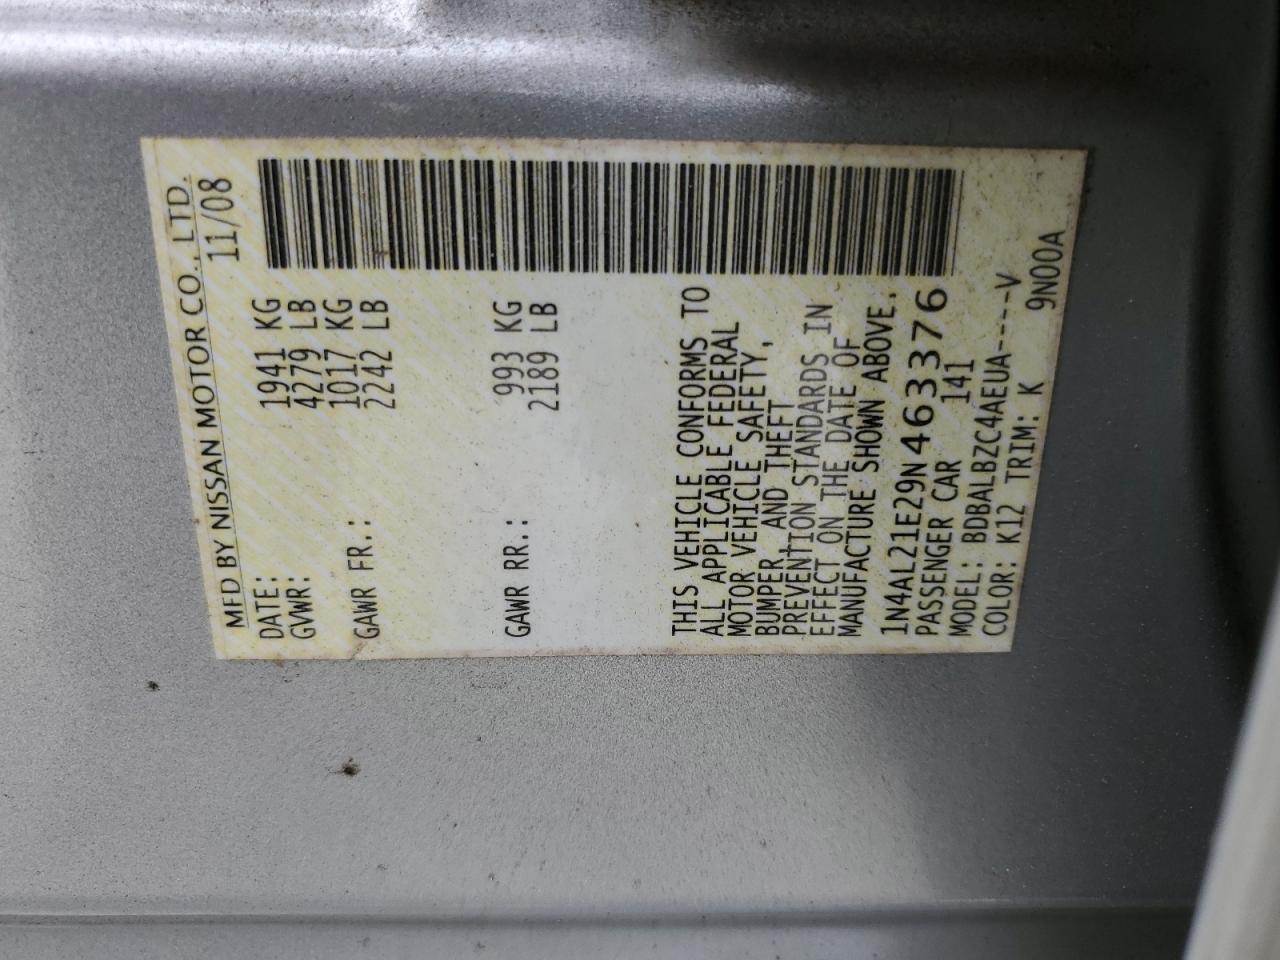 MFD BY NISSAN MOTOR CO., LTD.
DATE: 11/08
GVWR: 1941 KG
4279 LB
GAWR FR.: 1017 KG
2242 LB
GAWR RR.: 993 KG
2189 LB
THIS VEHICLE CONFORMS TO
ALL APPLICABLE FEDERAL
MOTOR VEHICLE SAFETY,
BUMPER, AND THEFT
PREVENTION STANDARDS IN
EFFECT ON THE DATE OF
MANUFACTURE SHOWN ABOVE.
1N4AL21E29N463376
PASSENGER CAR 141
MODEL: BDBALBZC4AEUA----V
COLOR: K12 TRIM: K 9N00A